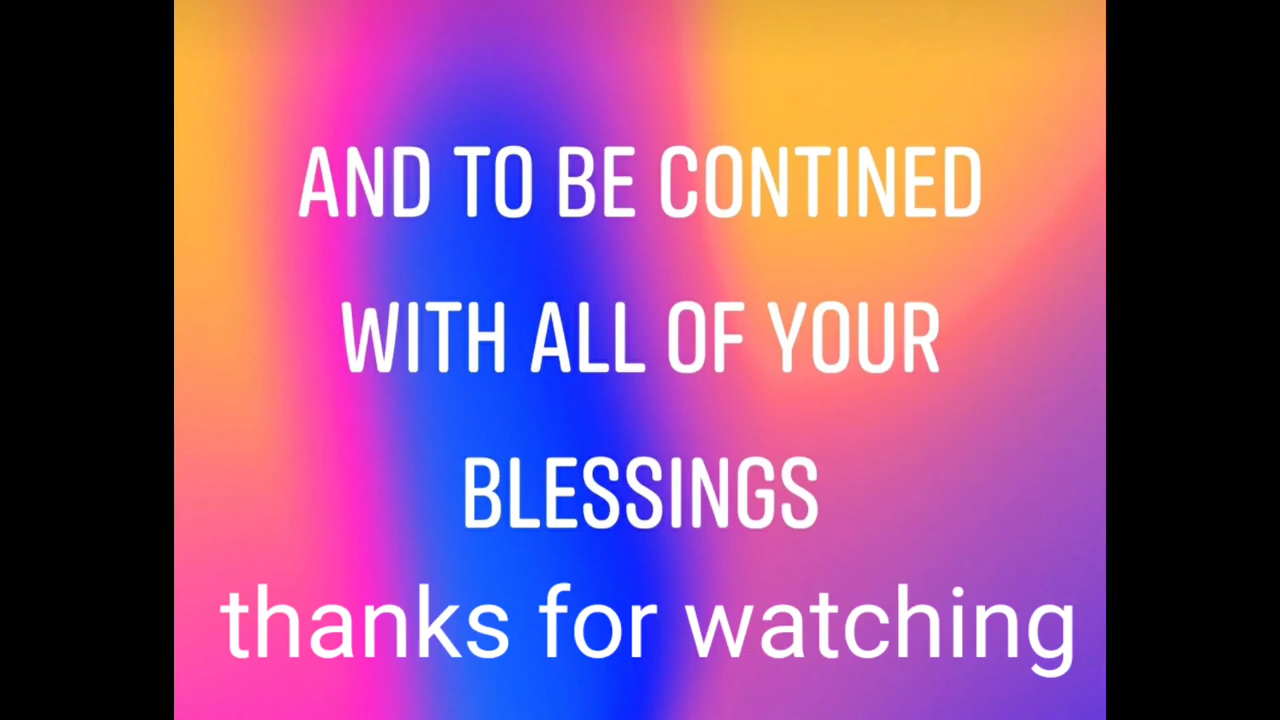 AND TO BE CONTINED
WITH ALL OF YOUR
BLESSINGS
thanks for watching